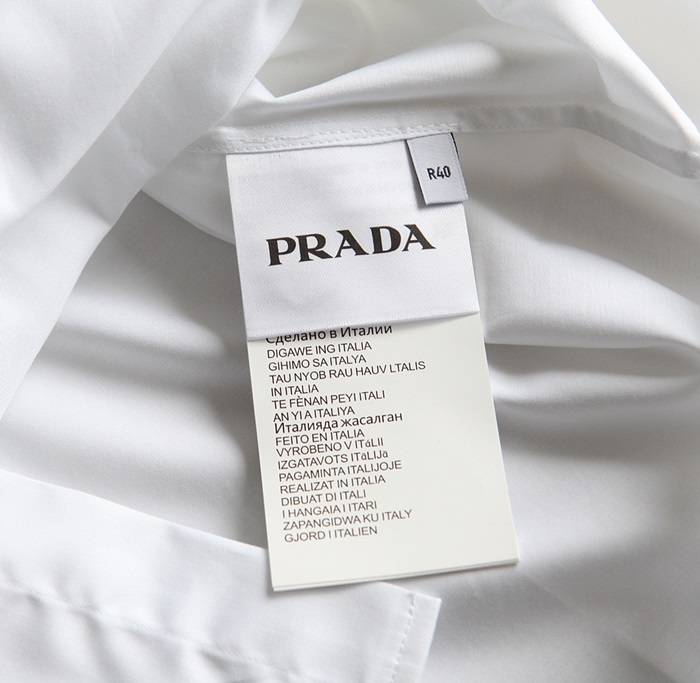 R40
PRADA
Сделано в Италии
DIGAWE ING ITALIA
GIHIMO SA ITALYA
TAU NYOB RAU HAUV LTALIS
IN ITALIA
TE FÈNAN PEYI ITALI
AN YI A ITALIYA
Италияда жасалган
FEITO EN ITALIA
VYROBENO V ITáLII
IZGATAVOTS ITaLIJa
PAGAMINTA ITALIJOJE
REALIZAT IN ITALIA
DIBUAT DI ITALI
I HANGAIA I ITARI
ZAPANGIDWA KU ITALY
GJORD I ITALIEN